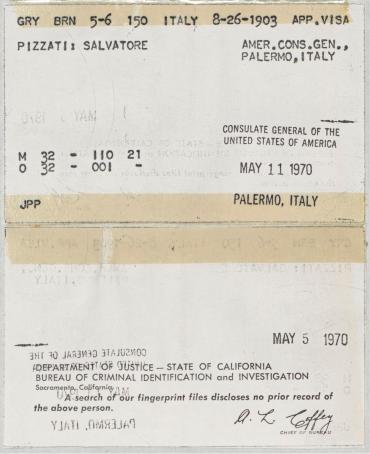 GRY BRN 5-6 150 ITALY 8-26-1903 APP.VISA
PIZZATI: SALVATORE
AMER.CONS.GEN.,
PALERMO,ITALY
CONSULATE GENERAL OF THE
UNITED STATES OF AMERICA
M 32 - 110 21
O 32 - 001 -
MAY 11 1970
JPP
PALERMO, ITALY
MAY 5 1970
DEPARTMENT OF JUSTICE — STATE OF CALIFORNIA
BUREAU OF CRIMINAL IDENTIFICATION and INVESTIGATION
Sacramento, California
A search of our fingerprint files discloses no prior record of
the above person.
A. L. Coffey
CHIEF OF BUREAU